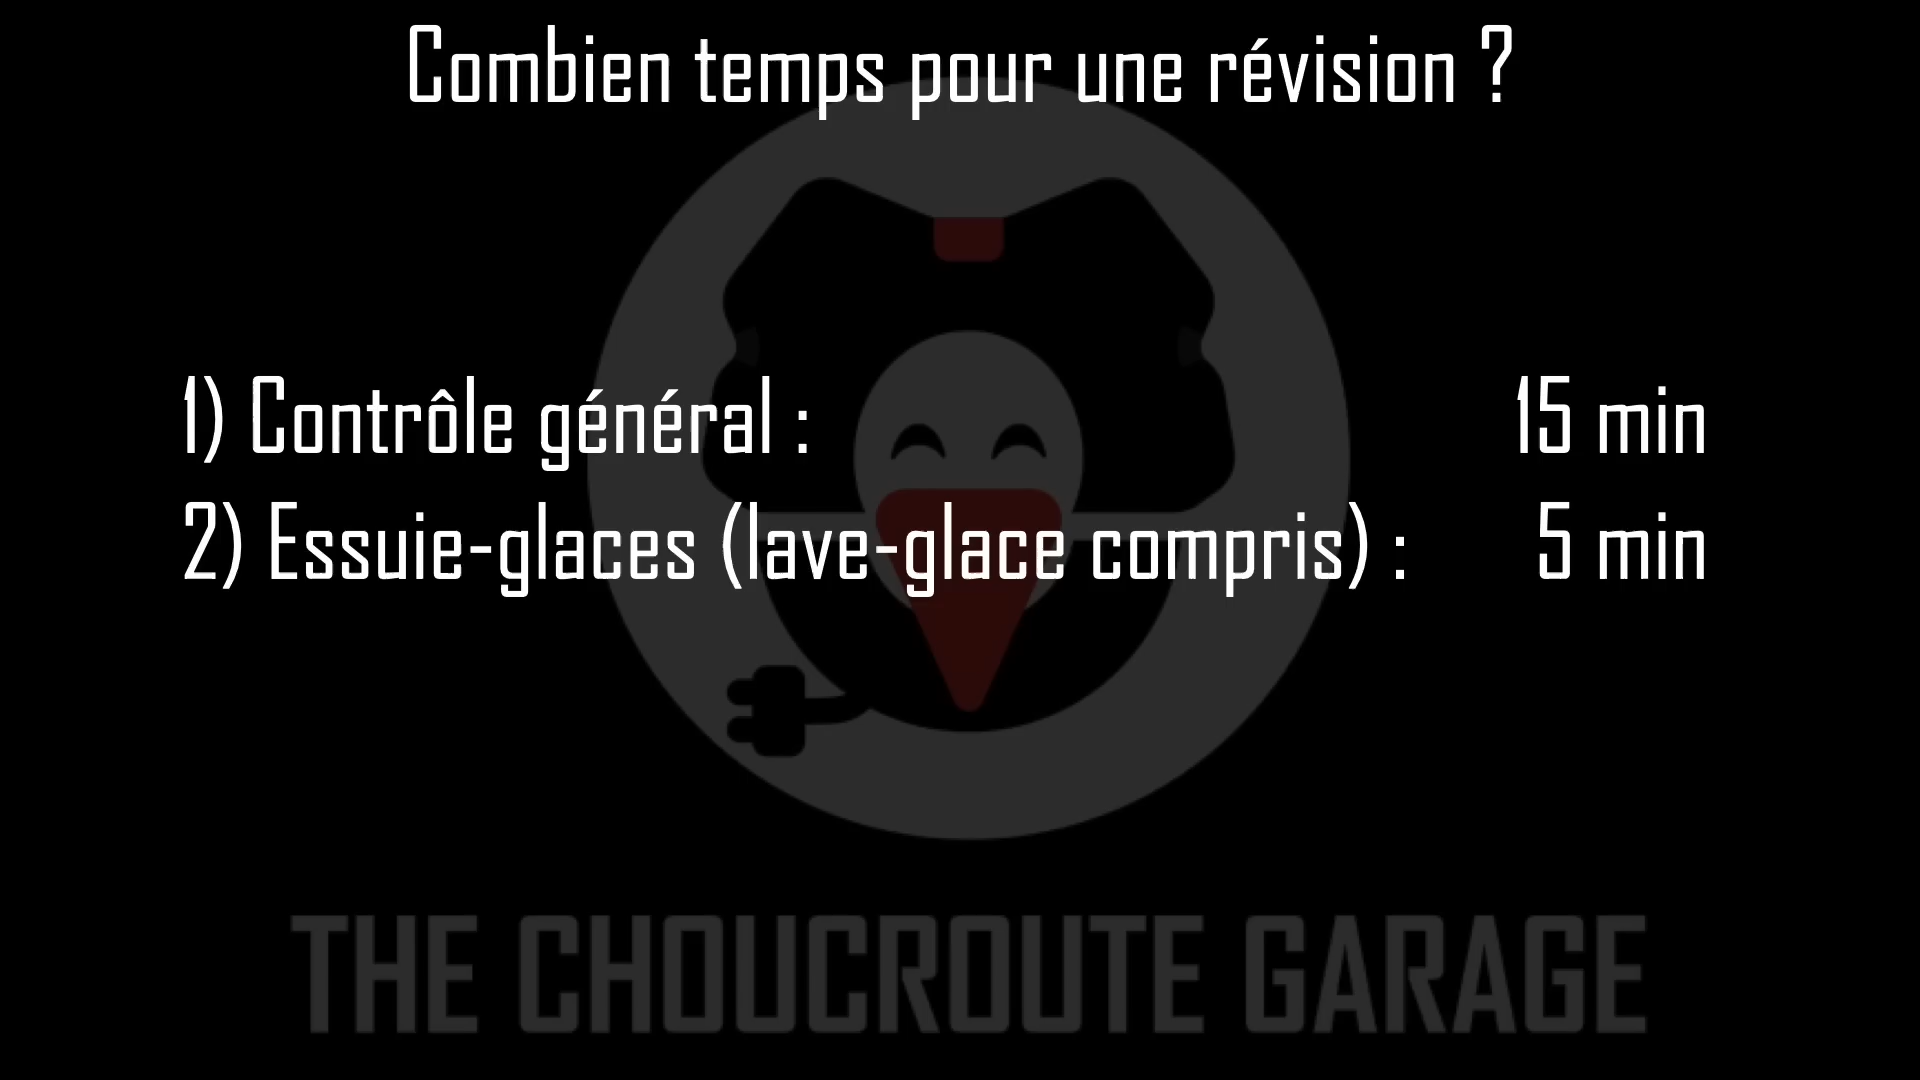 Combien temps pour une révision ?
1) Contrôle général : 15 min
2) Essuie-glaces (lave-glace compris) : 5 min
THE CHOUCROUTE GARAGE